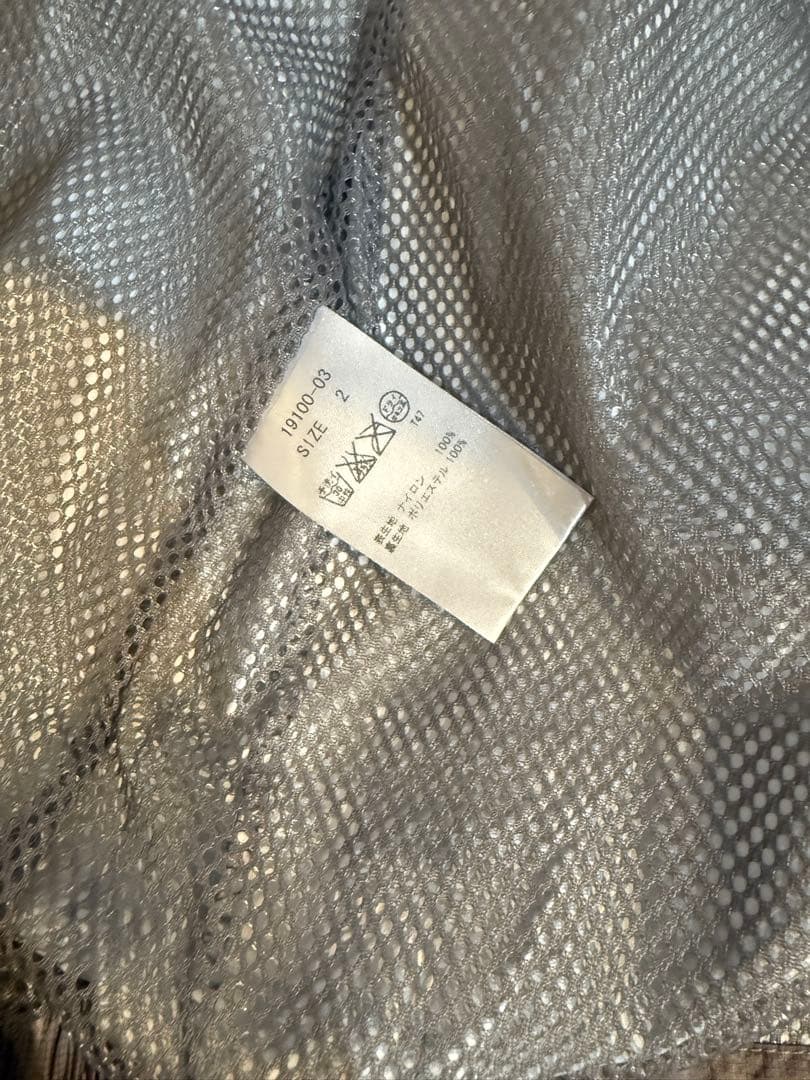 19100-03
SIZE 2
T47
表生地 ナイロン 100%
裏生地 ポリエステル 100%